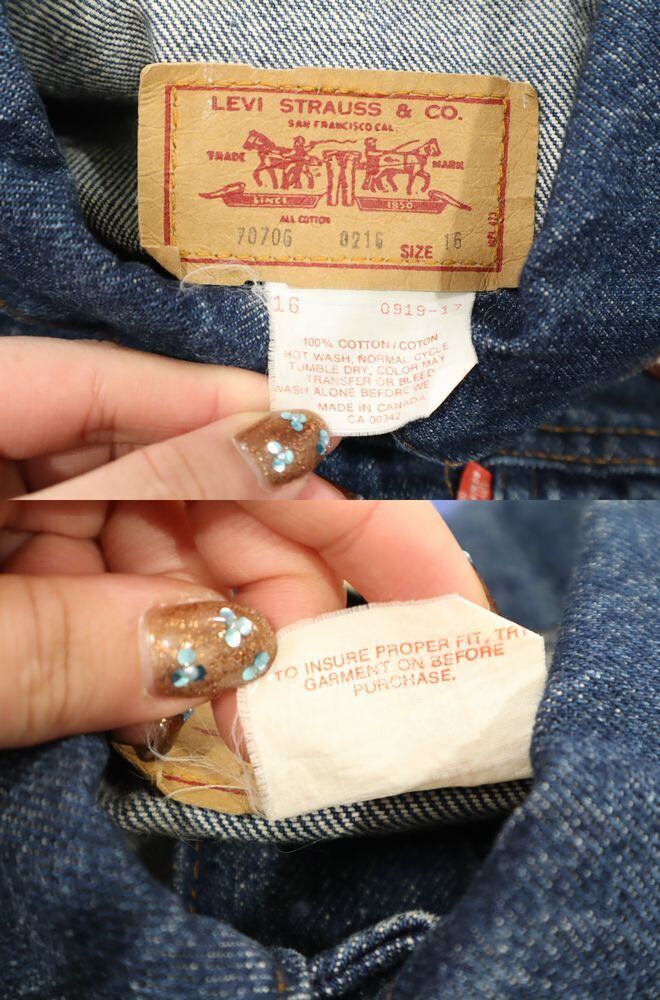 LEVI STRAUSS & CO.
SAN FRANCISCO CAL.
TRADE MARK
SINCE 1850
ALL COTTON
70706 0216 SIZE 16
16 0919-17
100% COTTON/COTON
HOT WASH, NORMAL CYCLE
TUMBLE DRY, COLOR MAY
TRANSFER OR BLEED
WASH ALONE BEFORE WE
MADE IN CANADA
CA 00342
TO INSURE PROPER FIT, TRY
GARMENT ON BEFORE
PURCHASE.